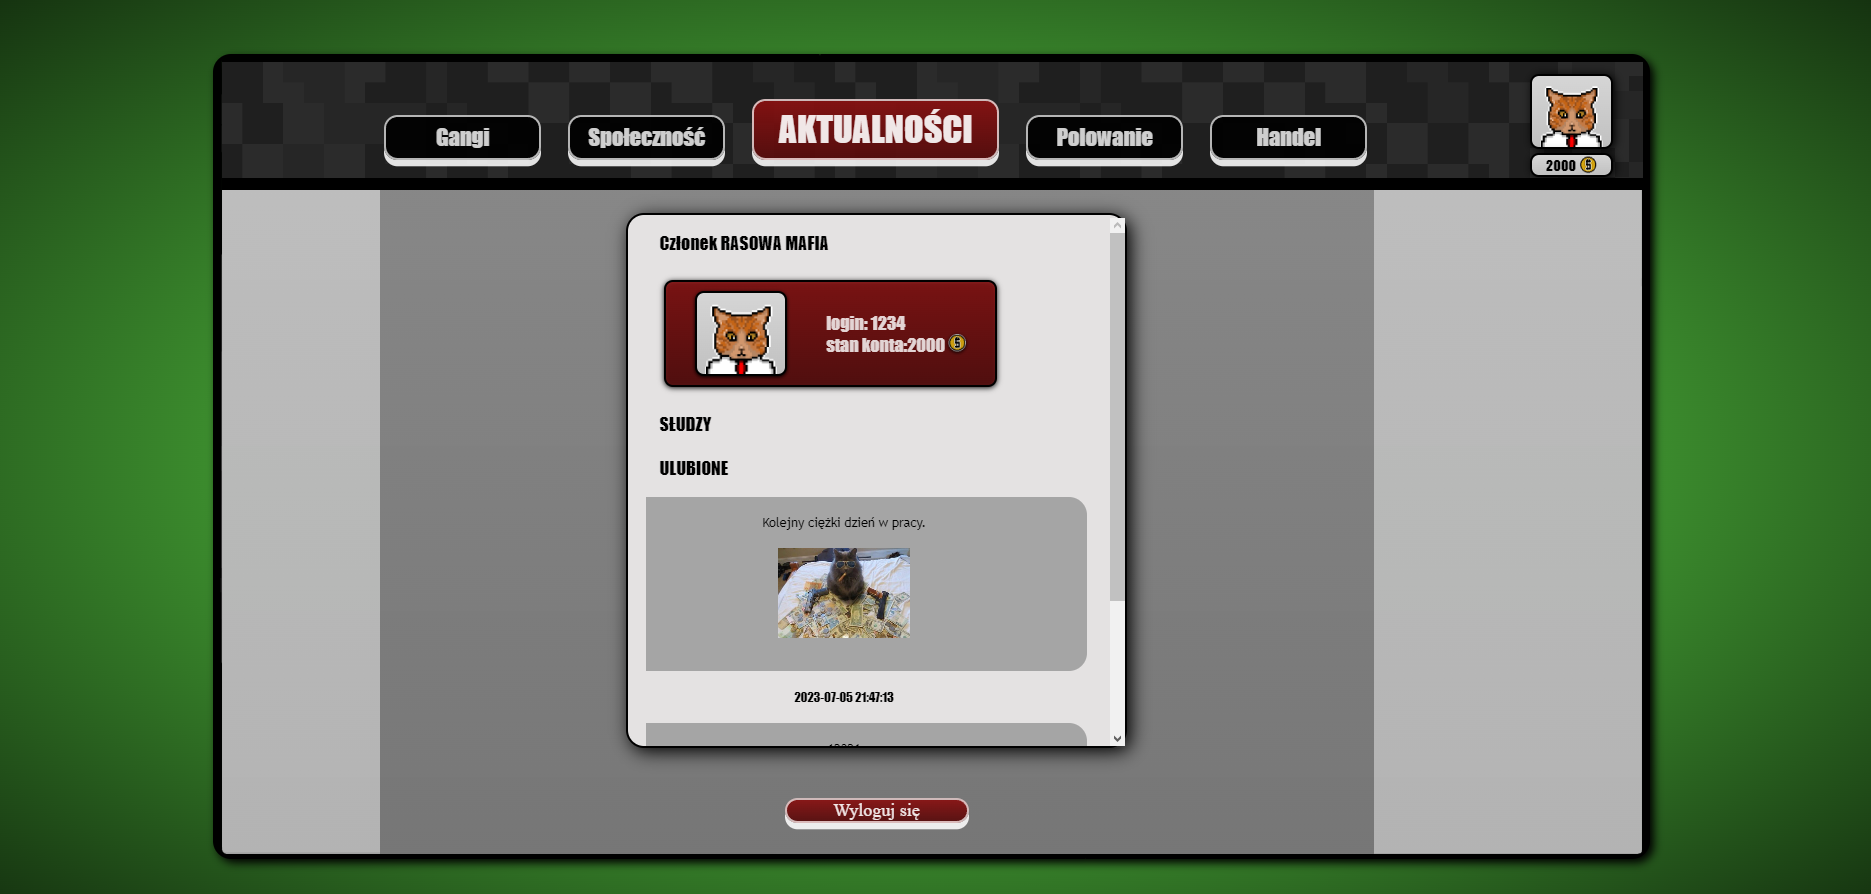 Gangi
Społeczność
AKTUALNOŚCI
Polowanie
Handel
2000
Członek RASOWA MAFIA
login: 1234
stan konta:2000
SŁUDZY
ULUBIONE
Kolejny ciężki dzień w pracy.
2023-07-05 21:47:13
Wyloguj się